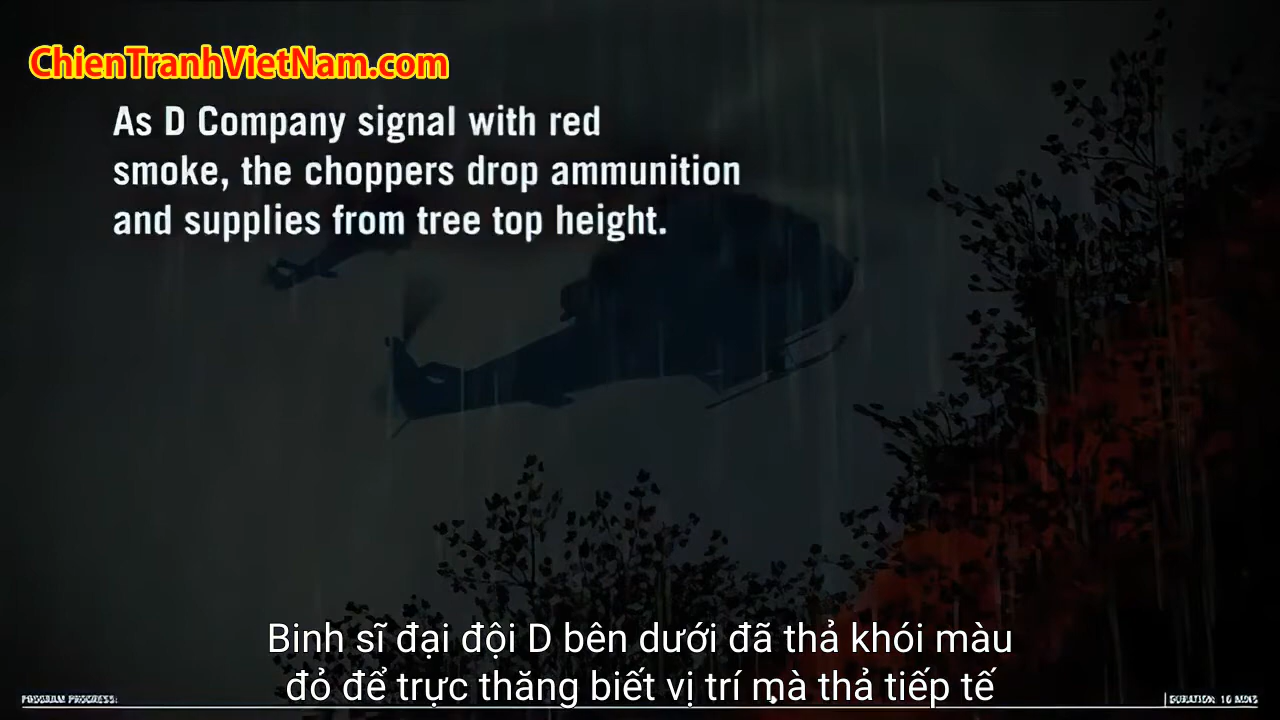 ChienTranhVietNam.com
As D Company signal with red
smoke, the choppers drop ammunition
and supplies from tree top height.
Binh sĩ đại đội D bên dưới đã thả khói màu
đỏ để trực thăng biết vị trí mà thả tiếp tế
PROGRAM PROGRESS:
DURATION: 16 MINS